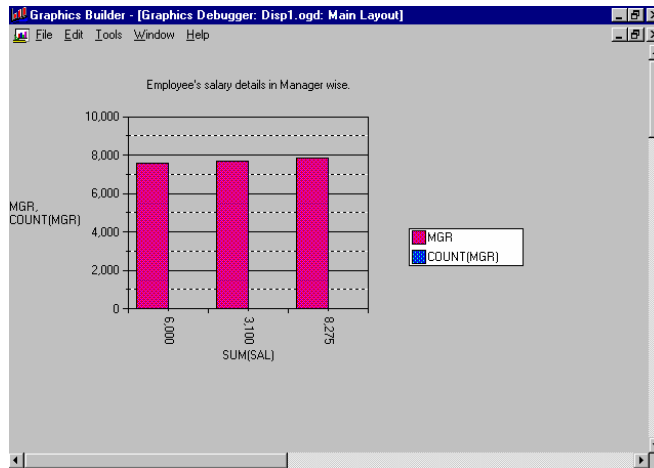 Graphics Builder - [Graphics Debugger: Disp1.ogd: Main Layout]
File Edit Tools Window Help
Employee's salary details in Manager wise.
10,000
8,000
6,000
4,000
2,000
0
MGR,
COUNT(MGR)
6,000
3,100
8,275
SUM(SAL)
MGR
COUNT(MGR)